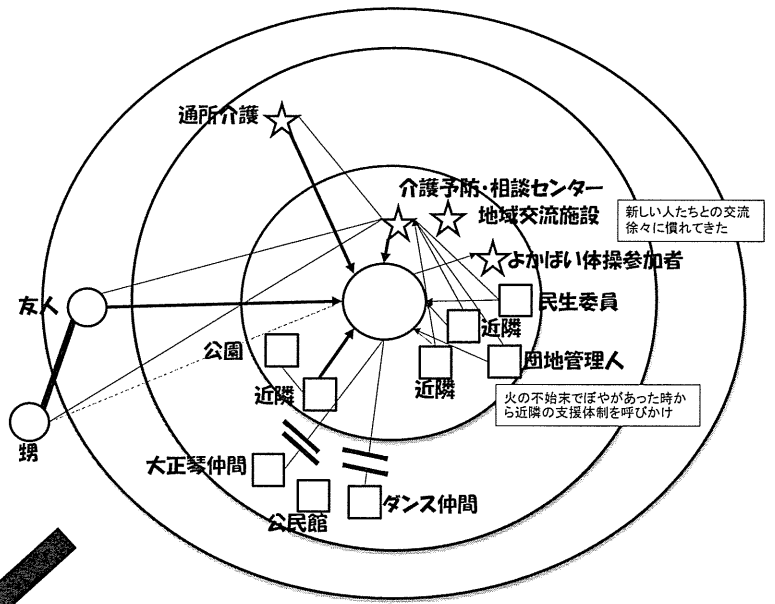 通所介護
介護予防・相談センター
地域交流施設
新しい人たちとの交流
徐々に慣れてきた
よかばい体操参加者
友人
民生委員
近隣
公園
団地管理人
近隣
近隣
火の不始末でぼやがあった時か
ら近隣の支援体制を呼びかけ
甥
大正琴仲間
ダンス仲間
公民館